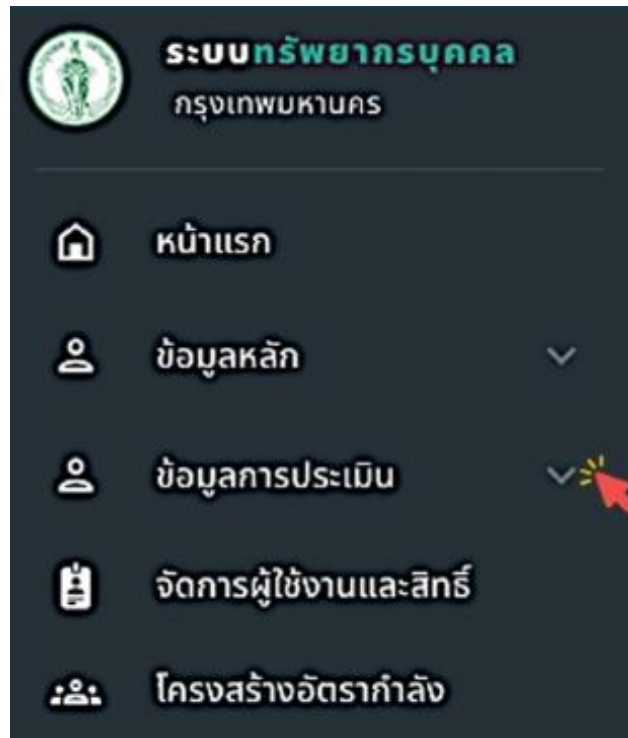 ระบบทรัพยากรบุคคล
กรุงเทพมหานคร
หน้าแรก
ข้อมูลหลัก
ข้อมูลการประเมิน
จัดการผู้ใช้งานและสิทธิ์
โครงสร้างอัตรากำลัง